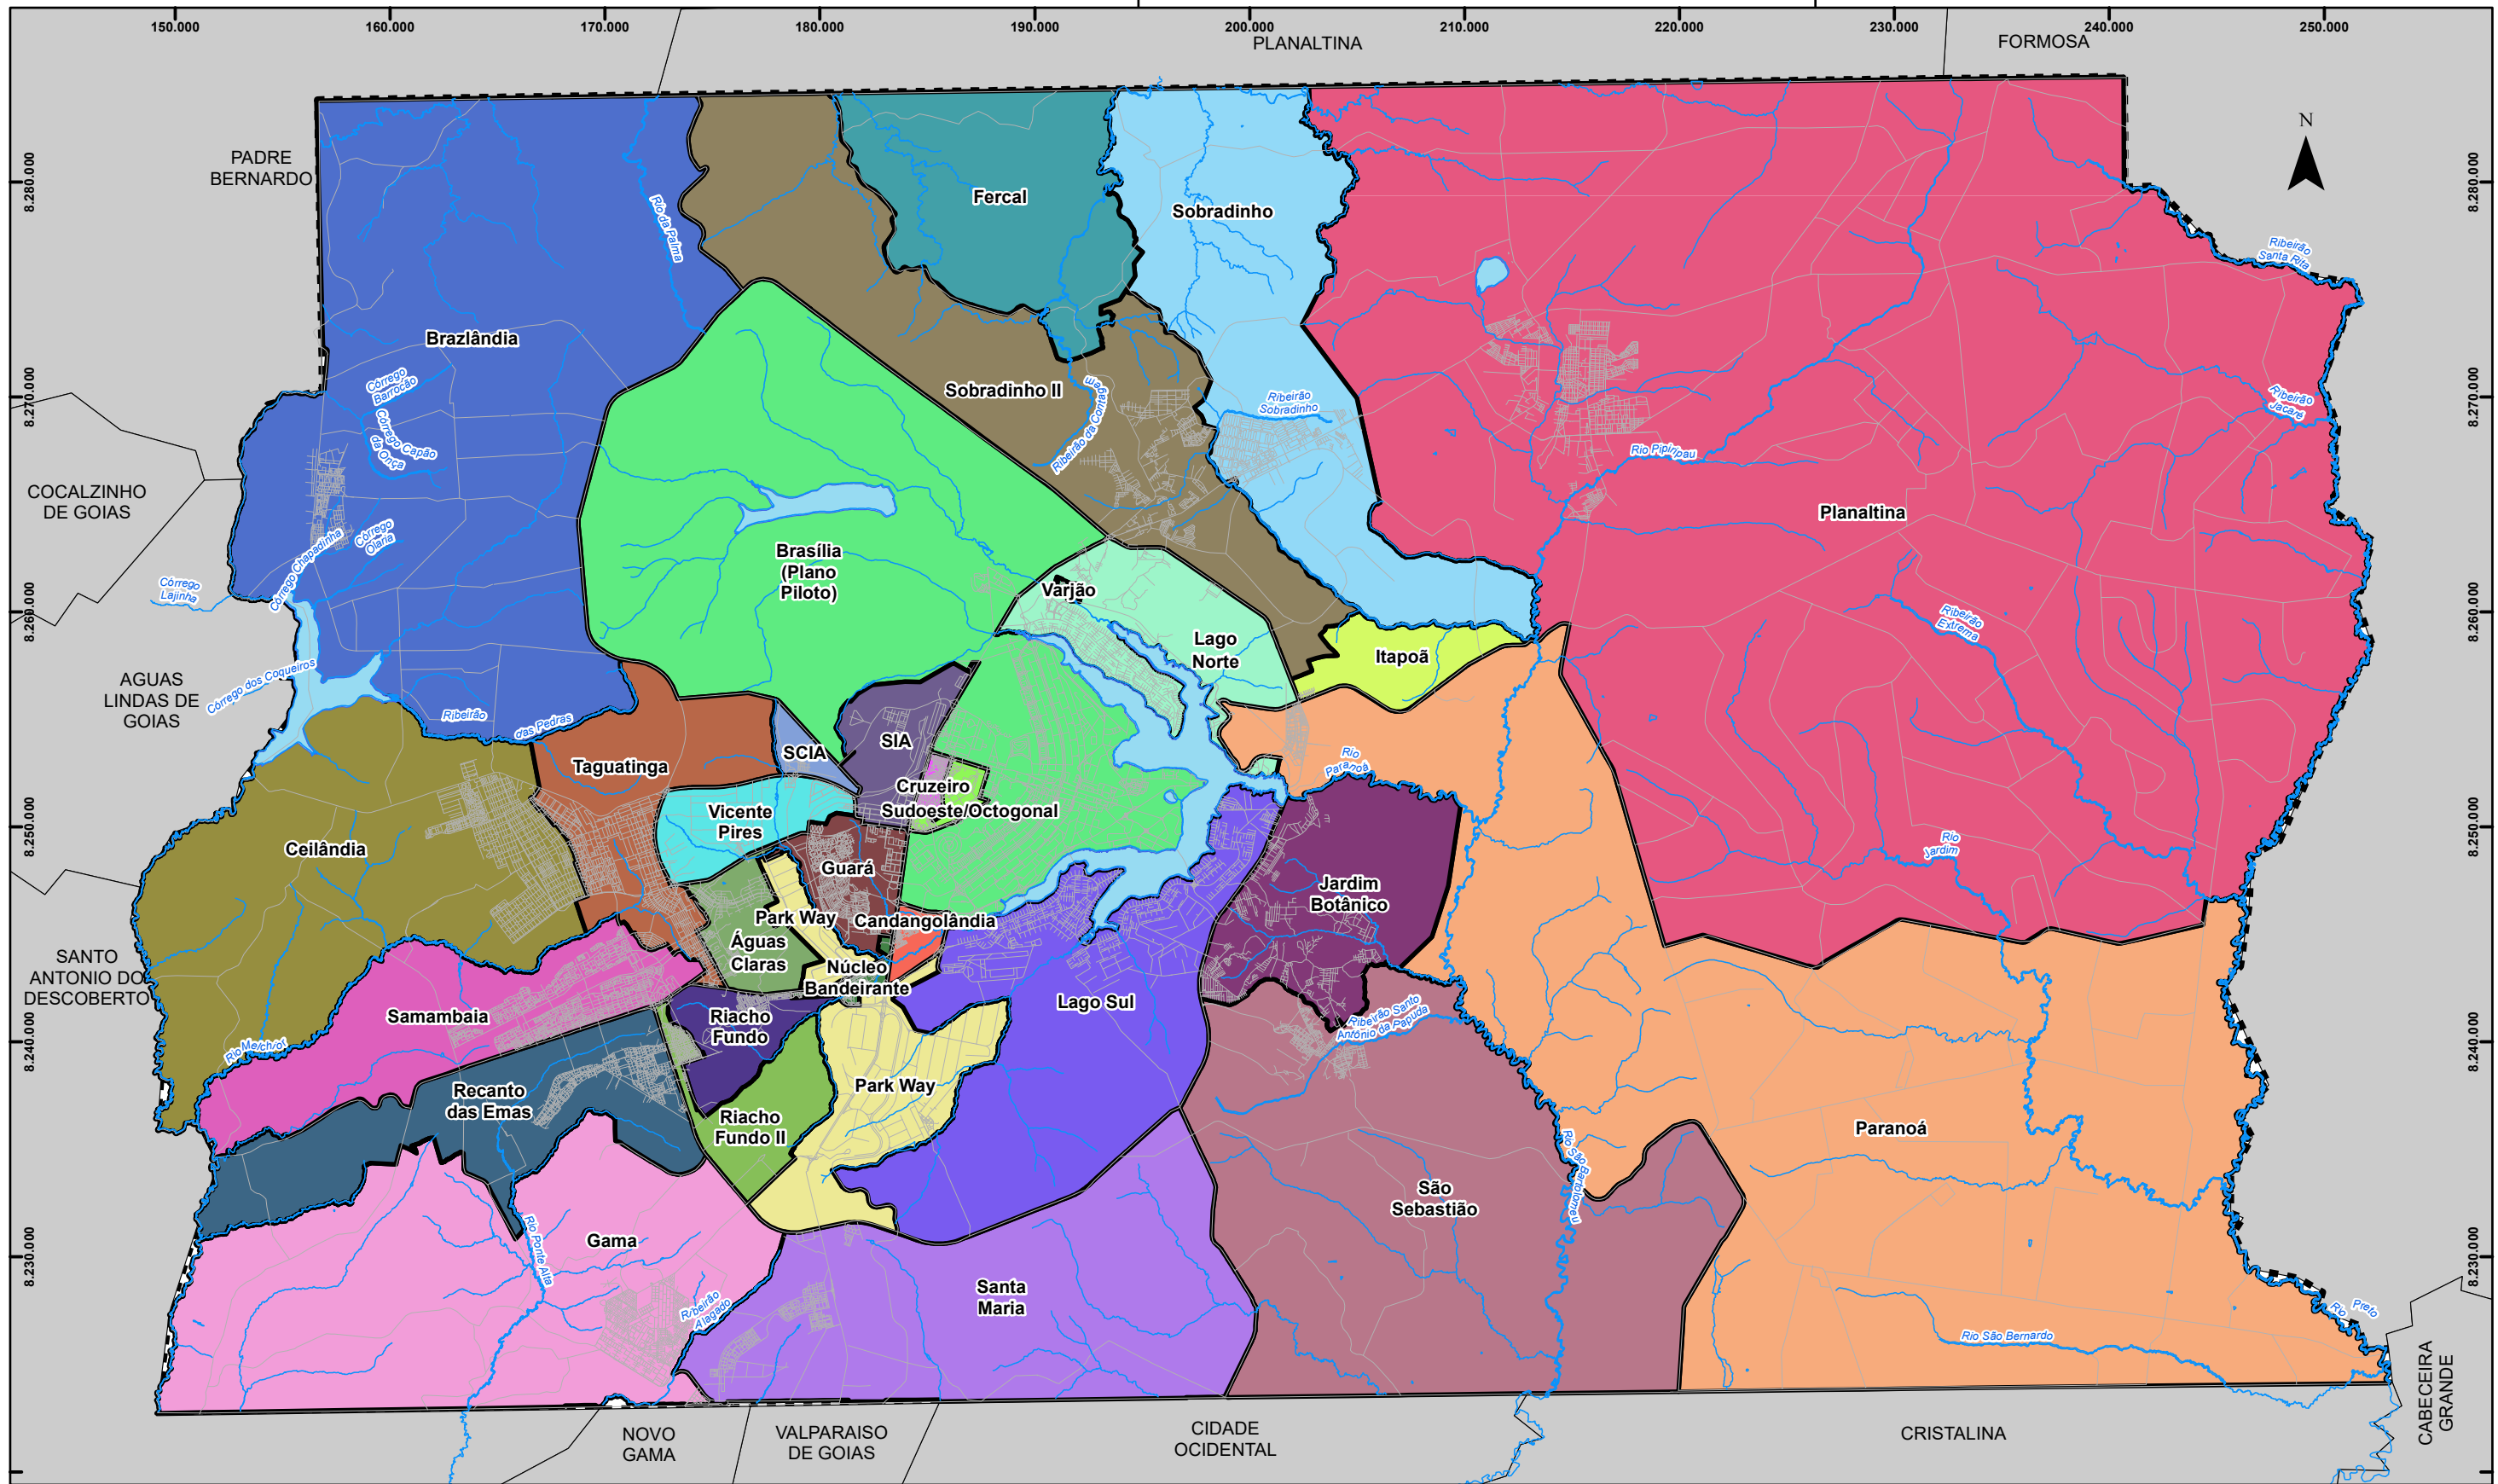 150.000
160.000
170.000
180.000
190.000
200.000
210.000
220.000
230.000
240.000
250.000
PLANALTINA
FORMOSA
N
PADRE
BERNARDO
8.280.000
8.280.000
Fercal
Sobradinho
Rio da Palma
Ribeirão
Santa Rita
Brazlândia
Sobradinho II
Córrego
Barrocão
8.270.000
8.270.000
Ribeirão
Sobradinho
Ribeirão
Jacaré
Ribeirão da Contagem
Córrego Capão
da Onça
Rio Pipiripau
COCALZINHO
DE GOIAS
Planaltina
Córrego
Olaria
Córrego Chapadinha
Brasília
(Plano
Piloto)
Córrego
Lajinha
Varjão
8.260.000
8.260.000
Ribeirão
Extrema
Lago
Norte
Itapoã
Córrego dos Coqueiros
AGUAS
LINDAS DE
GOIAS
Ribeirão
das Pedras
SIA
SCIA
Taguatinga
Rio
Paranoá
Cruzeiro
Sudoeste/Octogonal
Vicente
Pires
8.250.000
8.250.000
Ceilândia
Rio
Jardim
Guará
Jardim
Botânico
Park Way
Candangolândia
Águas
Claras
SANTO
ANTONIO DO
DESCOBERTO
Núcleo
Bandeirante
Lago Sul
Samambaia
Riacho
Fundo
Ribeirão Santo
Antônio da Papuda
8.240.000
8.240.000
Rio Melchior
Recanto
das Emas
Park Way
Riacho
Fundo II
Paranoá
Rio São Bartolomeu
São
Sebastião
Gama
Rio Ponte Alta
8.230.000
8.230.000
Santa
Maria
Ribeirão
Alagado
Rio
Preto
Rio São Bernardo
NOVO
GAMA
VALPARAISO
DE GOIAS
CIDADE
OCIDENTAL
CRISTALINA
CABECEIRA
GRANDE